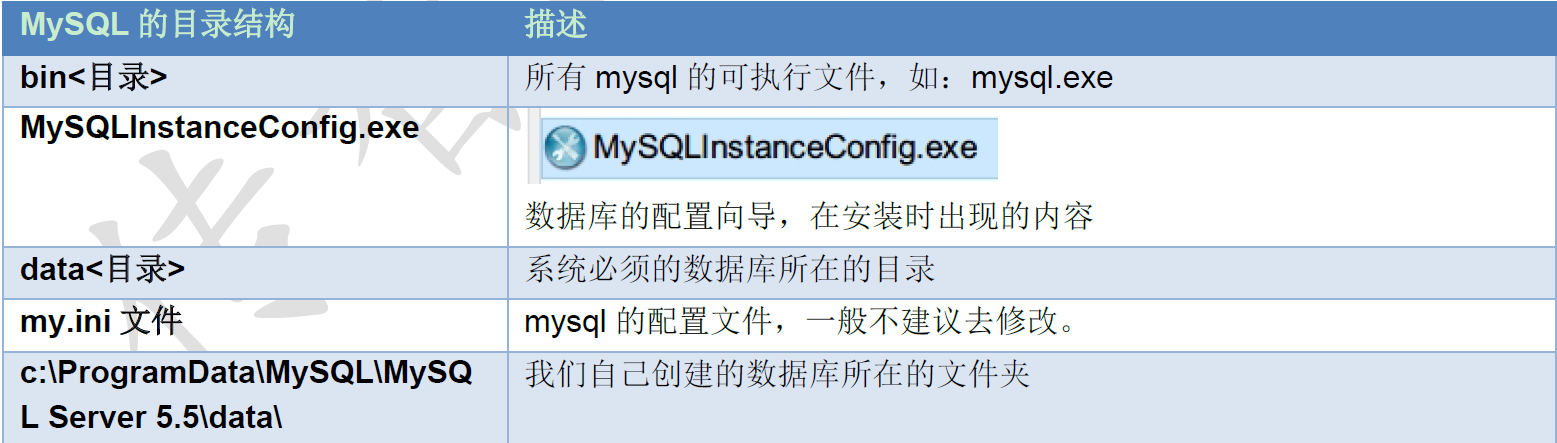 MySQL 的目录结构 描述
bin<目录> 所有 mysql 的可执行文件，如：mysql.exe
MySQLInstanceConfig.exe MySQLInstanceConfig.exe
数据库的配置向导，在安装时出现的内容
data<目录> 系统必须的数据库所在的目录
my.ini 文件 mysql 的配置文件，一般不建议去修改。
c:\ProgramData\MySQL\MySQ 我们自己创建的数据库所在的文件夹
L Server 5.5\data\